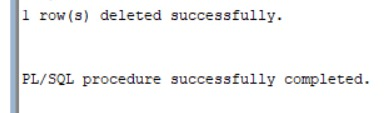 1 row(s) deleted successfully.
PL/SQL procedure successfully completed.